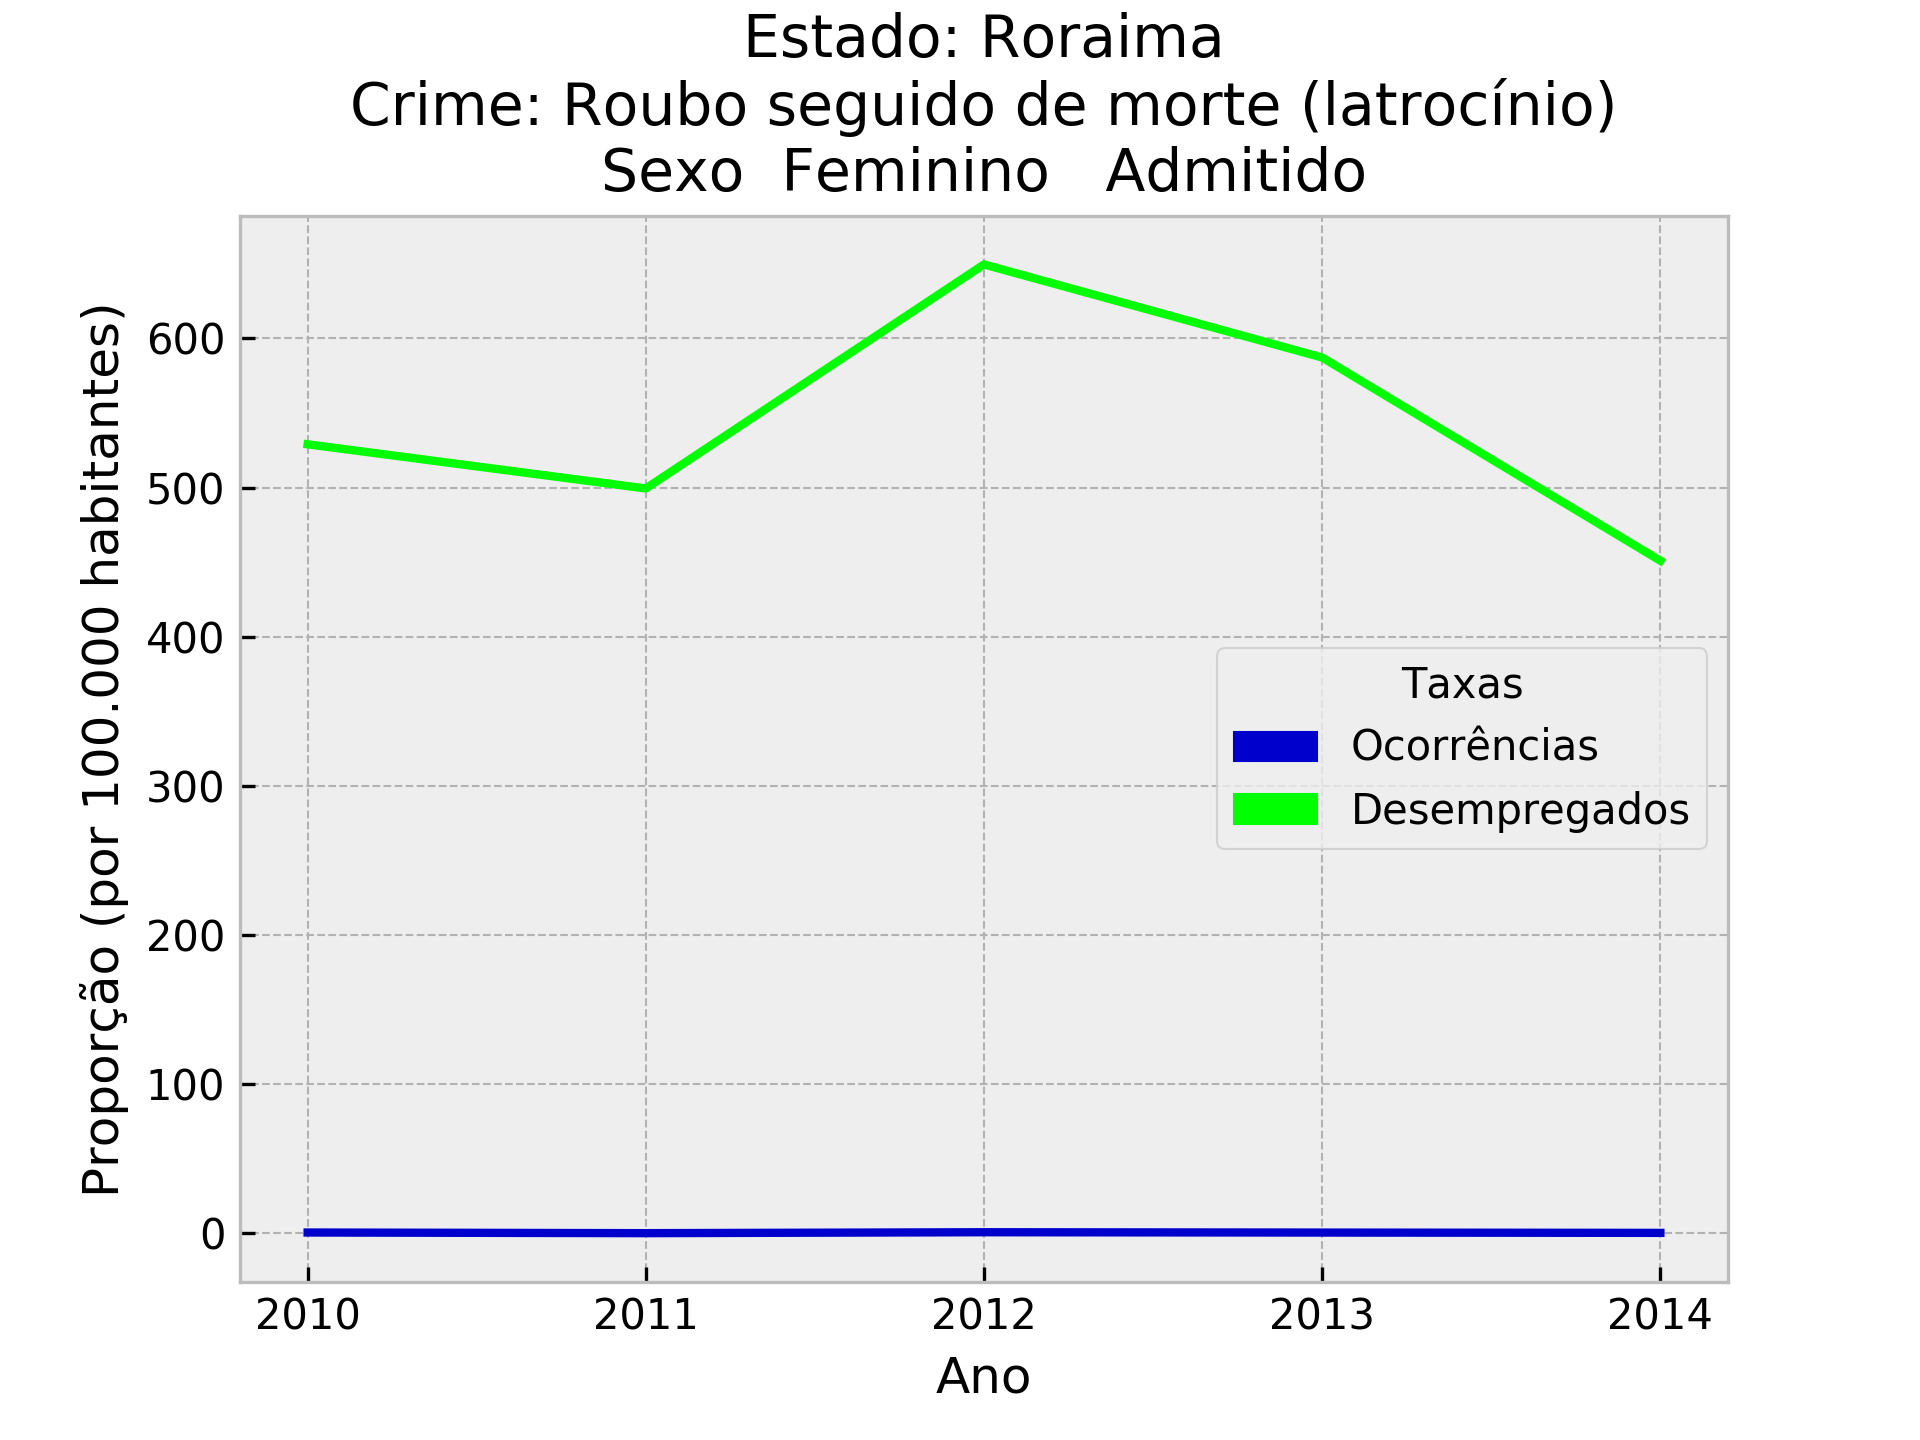 Estado: Roraima
Crime: Roubo seguido de morte (latrocínio)
Sexo  Feminino   Admitido
Proporção (por 100.000 habitantes)
600
500
400
300
200
100
0
Taxas
Ocorrências
Desempregados
2010 2011 2012 2013 2014
Ano